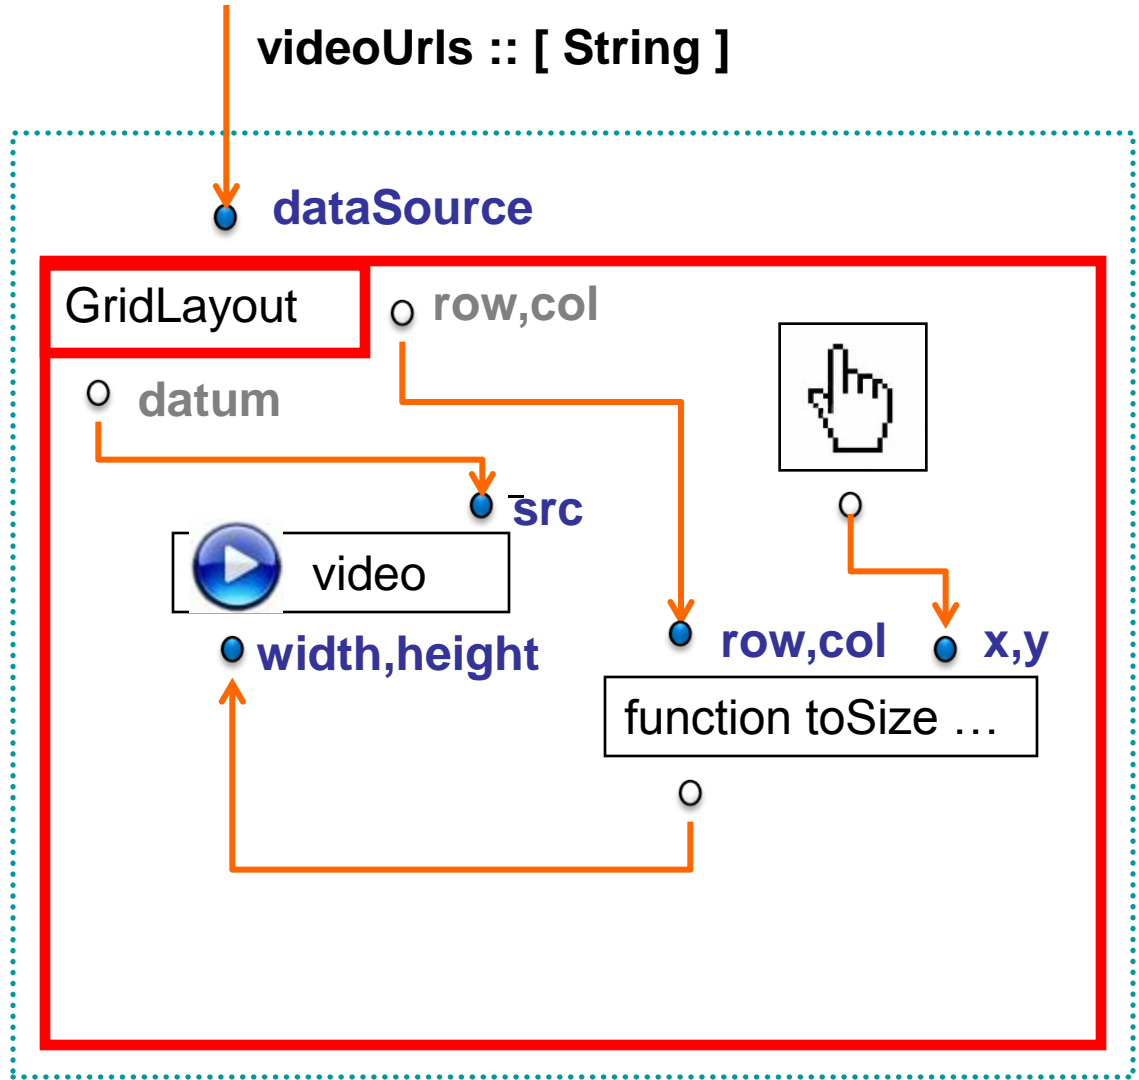 videoUrls :: [ String ]
dataSource
GridLayout
row,col
datum
src
video
width,height
row,col
x,y
function toSize …